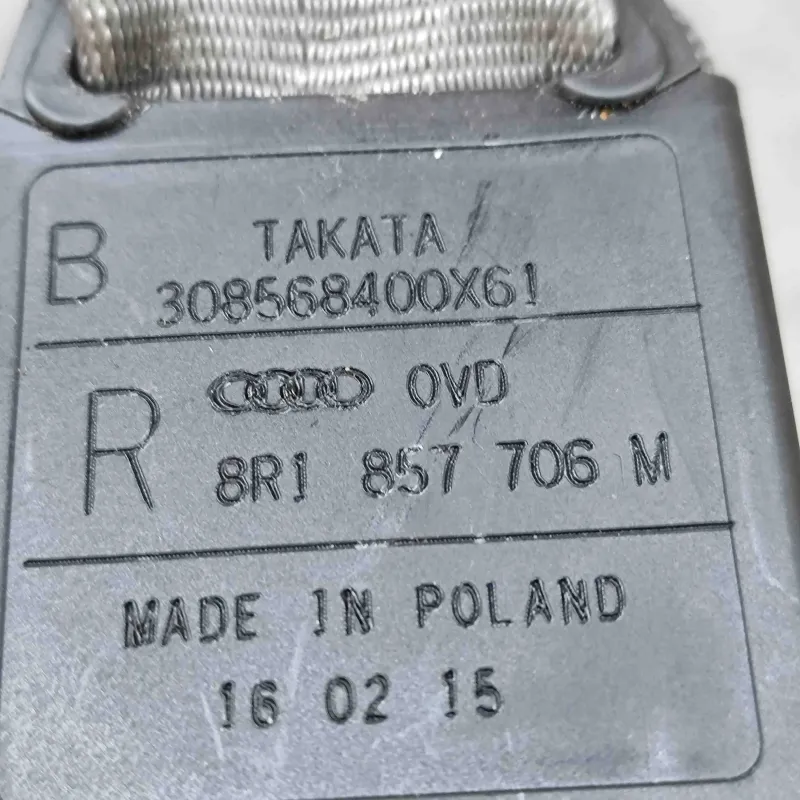 B TAKATA
308568400X61
R OVD
8R1 857 706 M
MADE IN POLAND
16 02 15